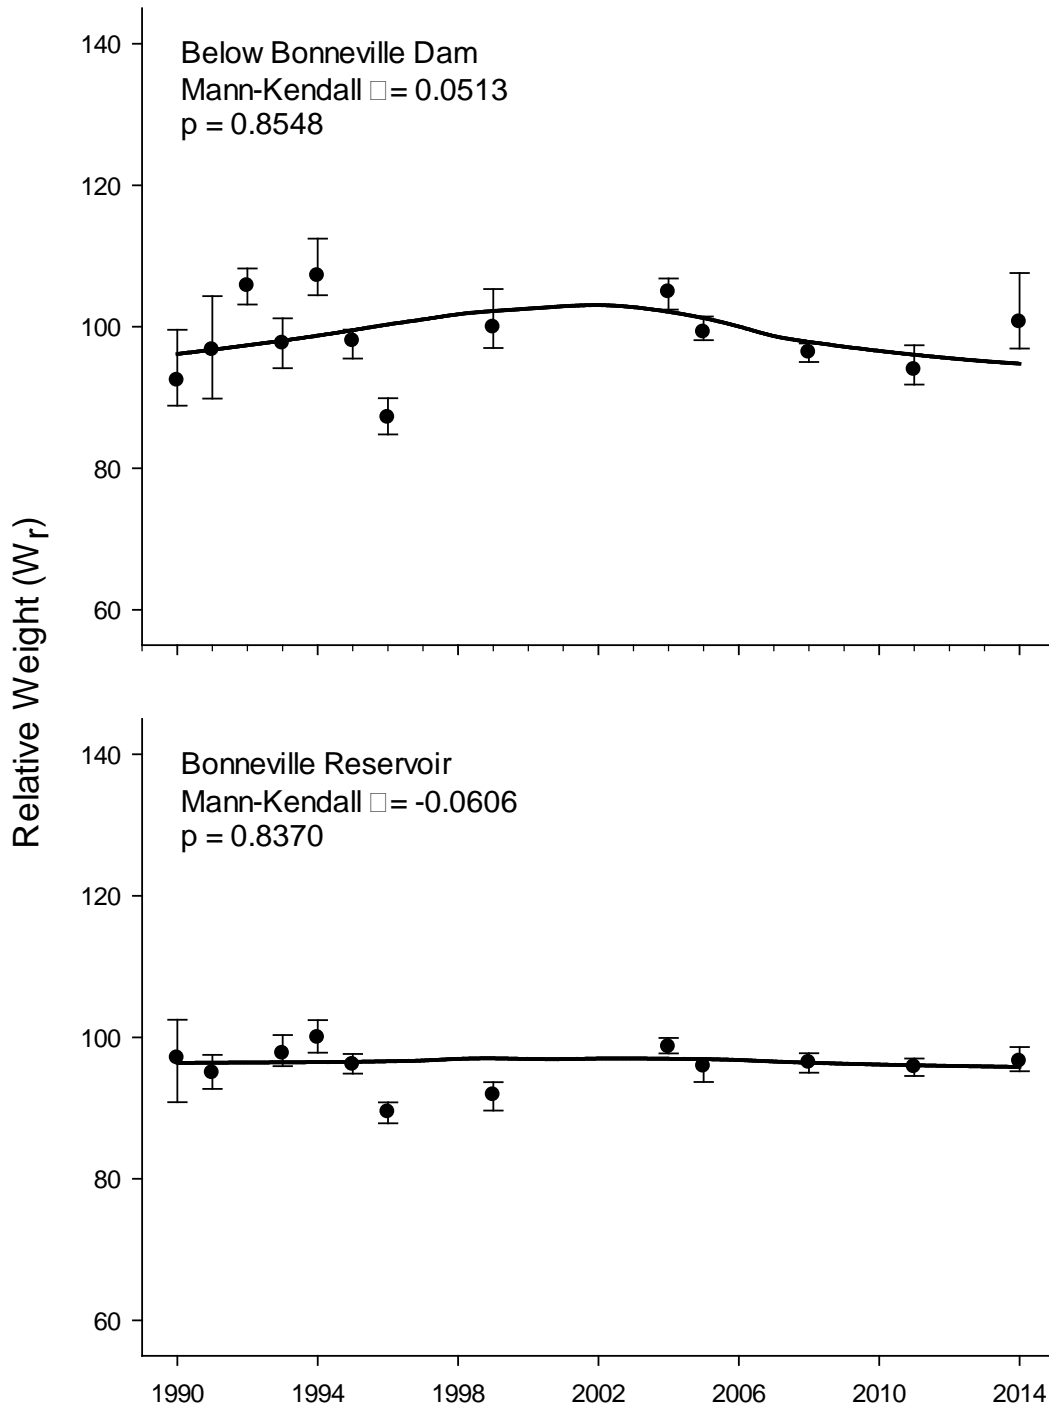 140
Below Bonneville Dam
Mann-Kendall □= 0.0513
p = 0.8548
120
100
80
60
Relative Weight (Wr)
140
Bonneville Reservoir
Mann-Kendall □= -0.0606
p = 0.8370
120
100
80
60
1990 1994 1998 2002 2006 2010 2014